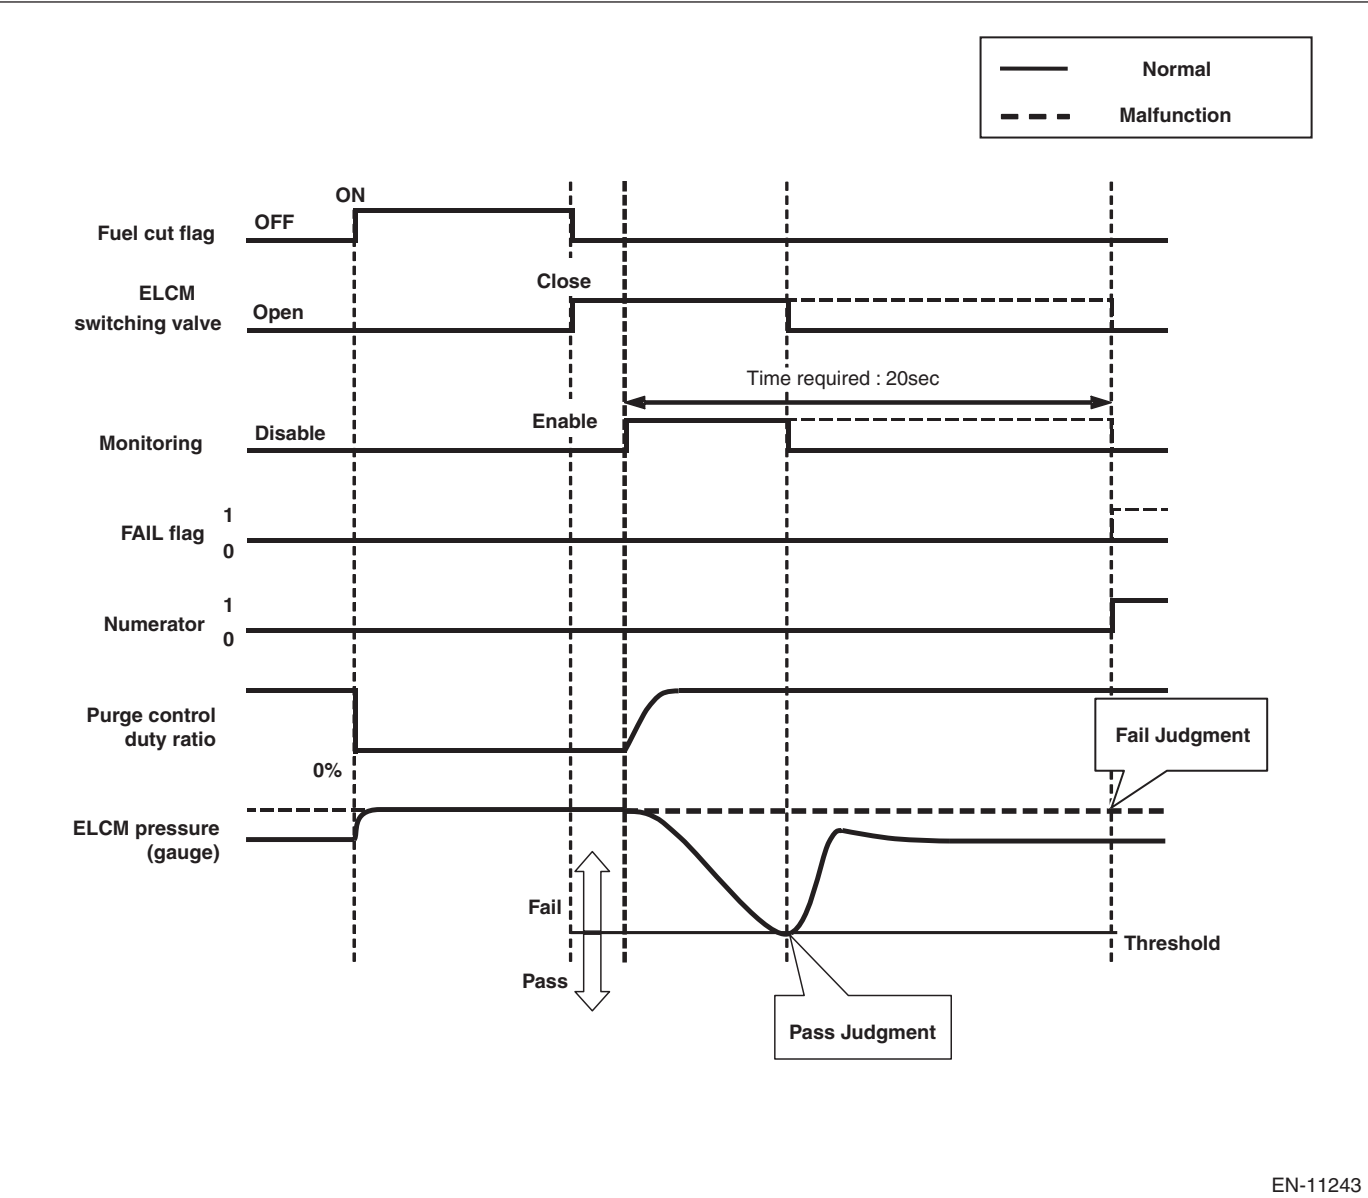 Normal
Malfunction
ON
OFF
Fuel cut flag
Close
ELCM
switching valve
Open
Time required : 20sec
Enable
Disable
Monitoring
1
FAIL flag
0
1
Numerator
0
Purge control
duty ratio
0%
Fail Judgment
ELCM pressure
(gauge)
Fail
Threshold
Pass
Pass Judgment
EN-11243